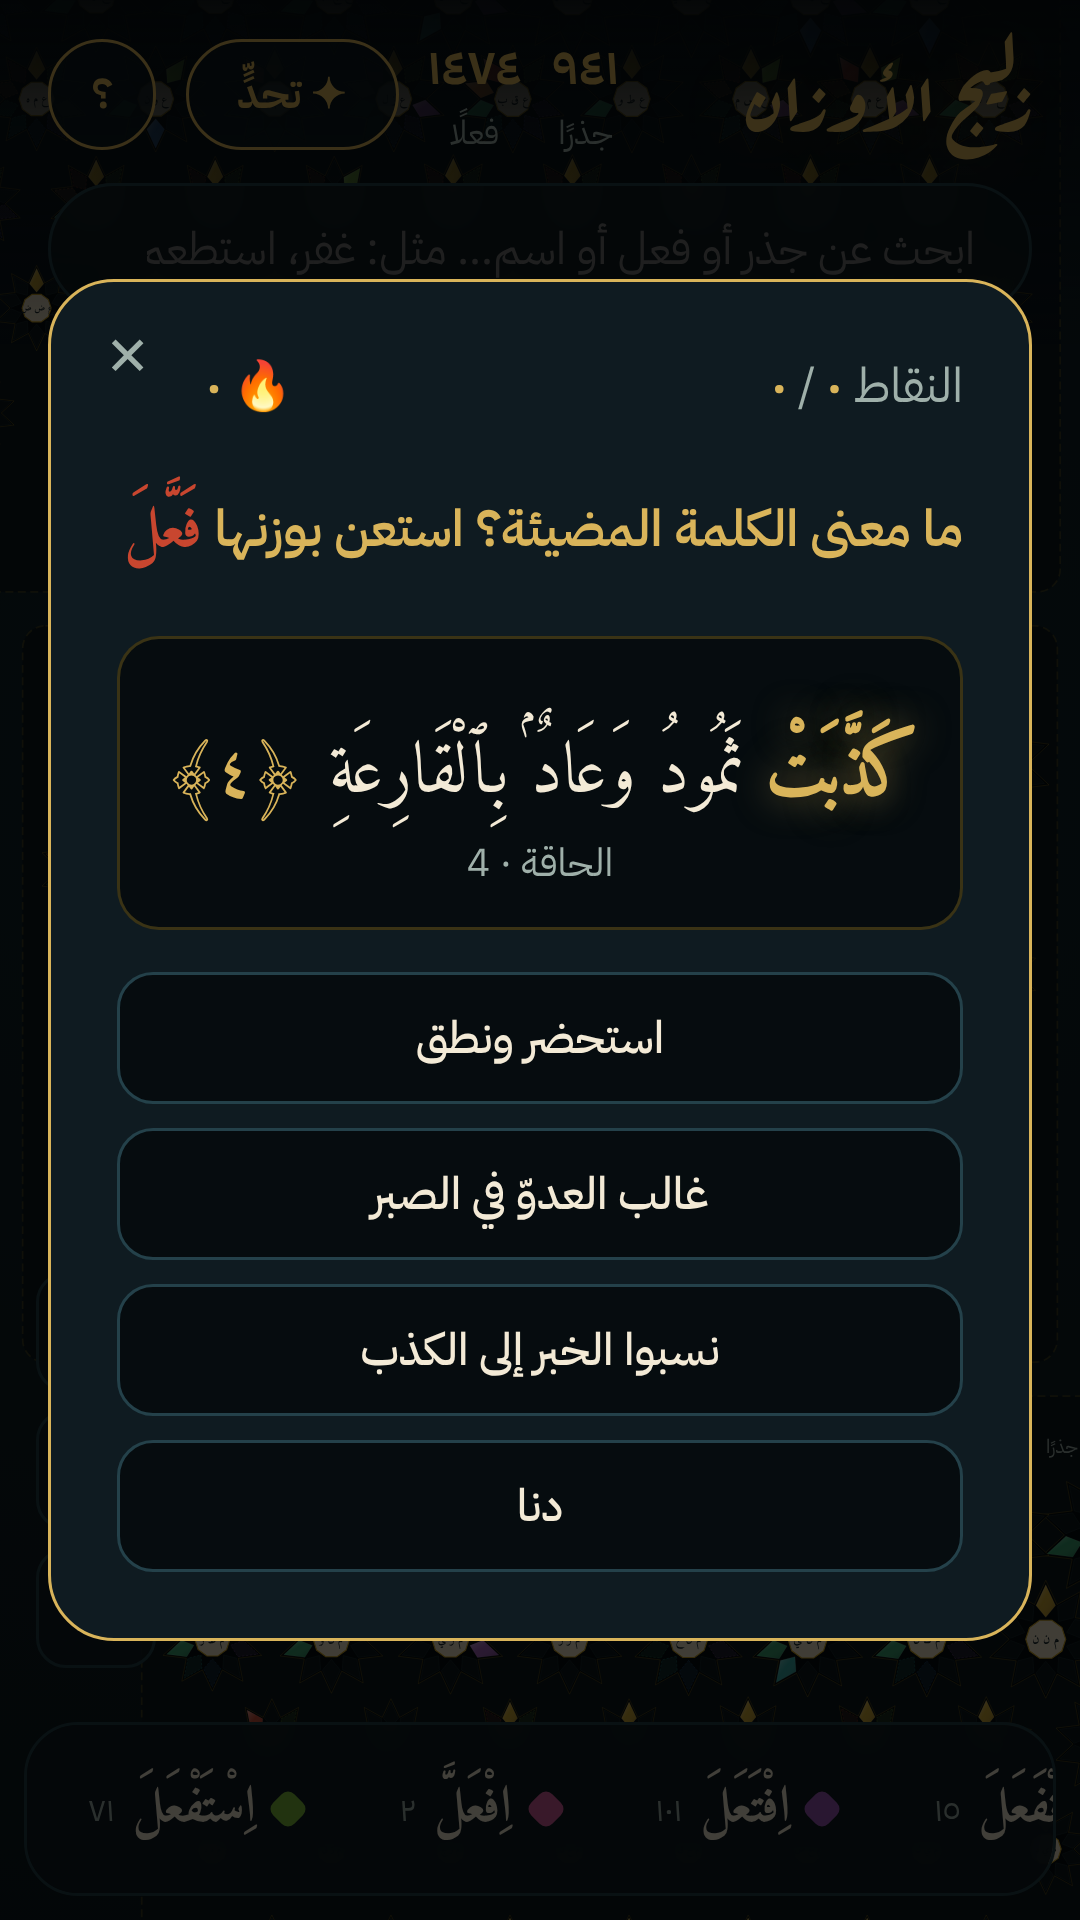 زيج الأوزان
٩٤١ ١٤٧٤
جذرًا فعلًا
✦ تحدٍّ
؟
ابحث عن جذر أو فعل أو اسم... مثل: غفر، استطعم
النقاط ٠ / ٠
🔥 ٠
✕
ما معنى الكلمة المضيئة؟ استعن بوزنها فَعَّلَ
كَذَّبَتْ ثَمُودُ وَعَادٌۢ بِٱلْقَارِعَةِ ﴿٤﴾
الحاقة · 4
استحضر ونطق
غالب العدوّ في الصبر
نسبوا الخبر إلى الكذب
دنا
جذرًا
م ن ن
١٥
اِفْتَعَلَ ١٠١
اِفْعَلَّ ٢
اِسْتَفْعَلَ ٧١